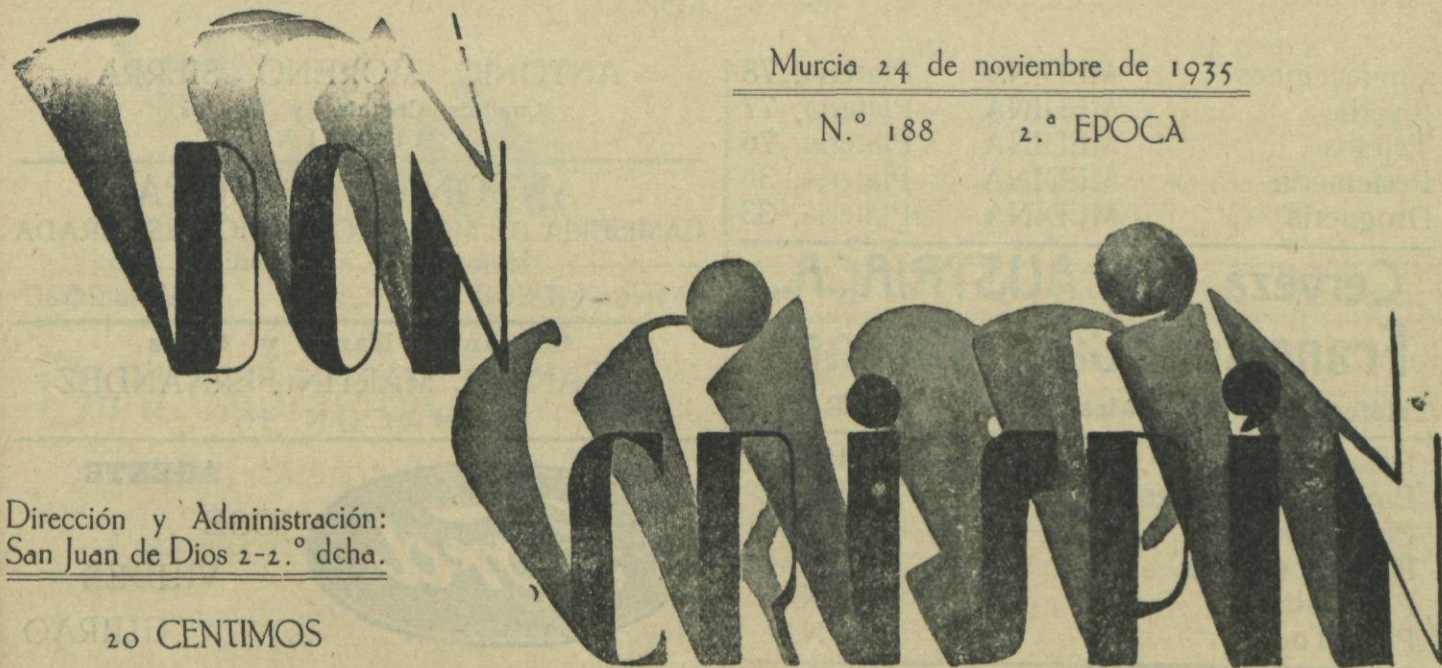 DON
Murcia 24 de noviembre de 1935
N.º 188 2.ª EPOCA
CRISPIN
Dirección y Administración:
San Juan de Dios 2-2.º dcha.
20 CENTIMOS